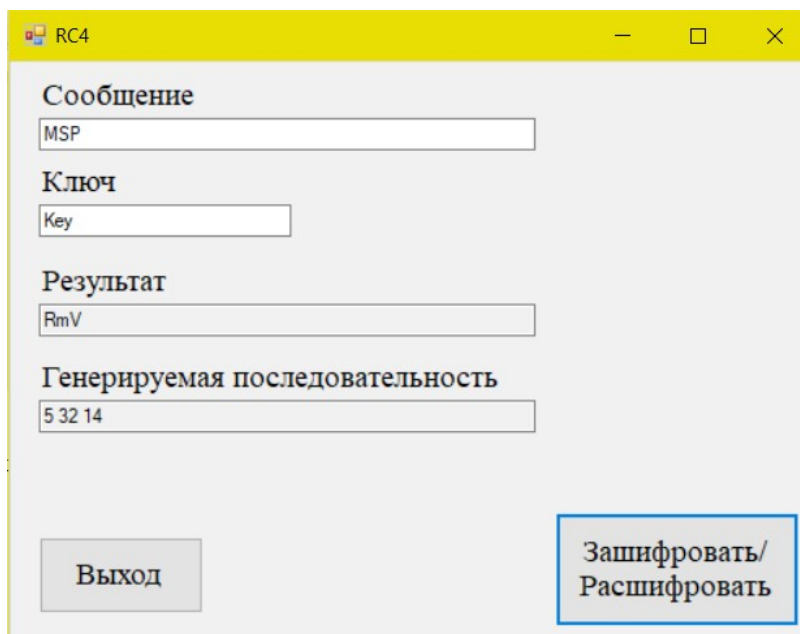 RC4
Сообщение
MSP
Ключ
Key
Результат
RmV
Генерируемая последовательность
5 32 14
Выход
Зашифровать/
Расшифровать